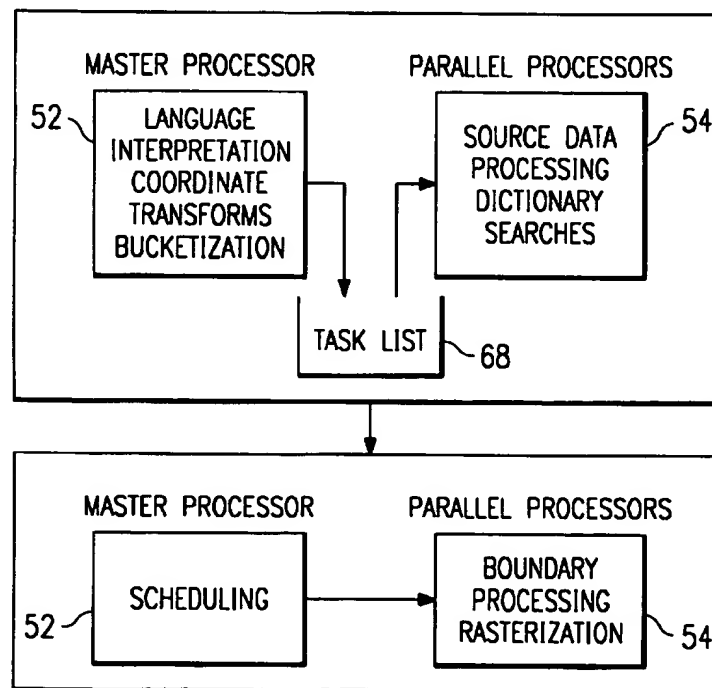 MASTER PROCESSOR
PARALLEL PROCESSORS
52
LANGUAGE
INTERPRETATION
COORDINATE
TRANSFORMS
BUCKETIZATION
SOURCE DATA
PROCESSING
DICTIONARY
SEARCHES
54
TASK LIST
68
MASTER PROCESSOR
PARALLEL PROCESSORS
SCHEDULING
52
BOUNDARY
PROCESSING
RASTERIZATION
54